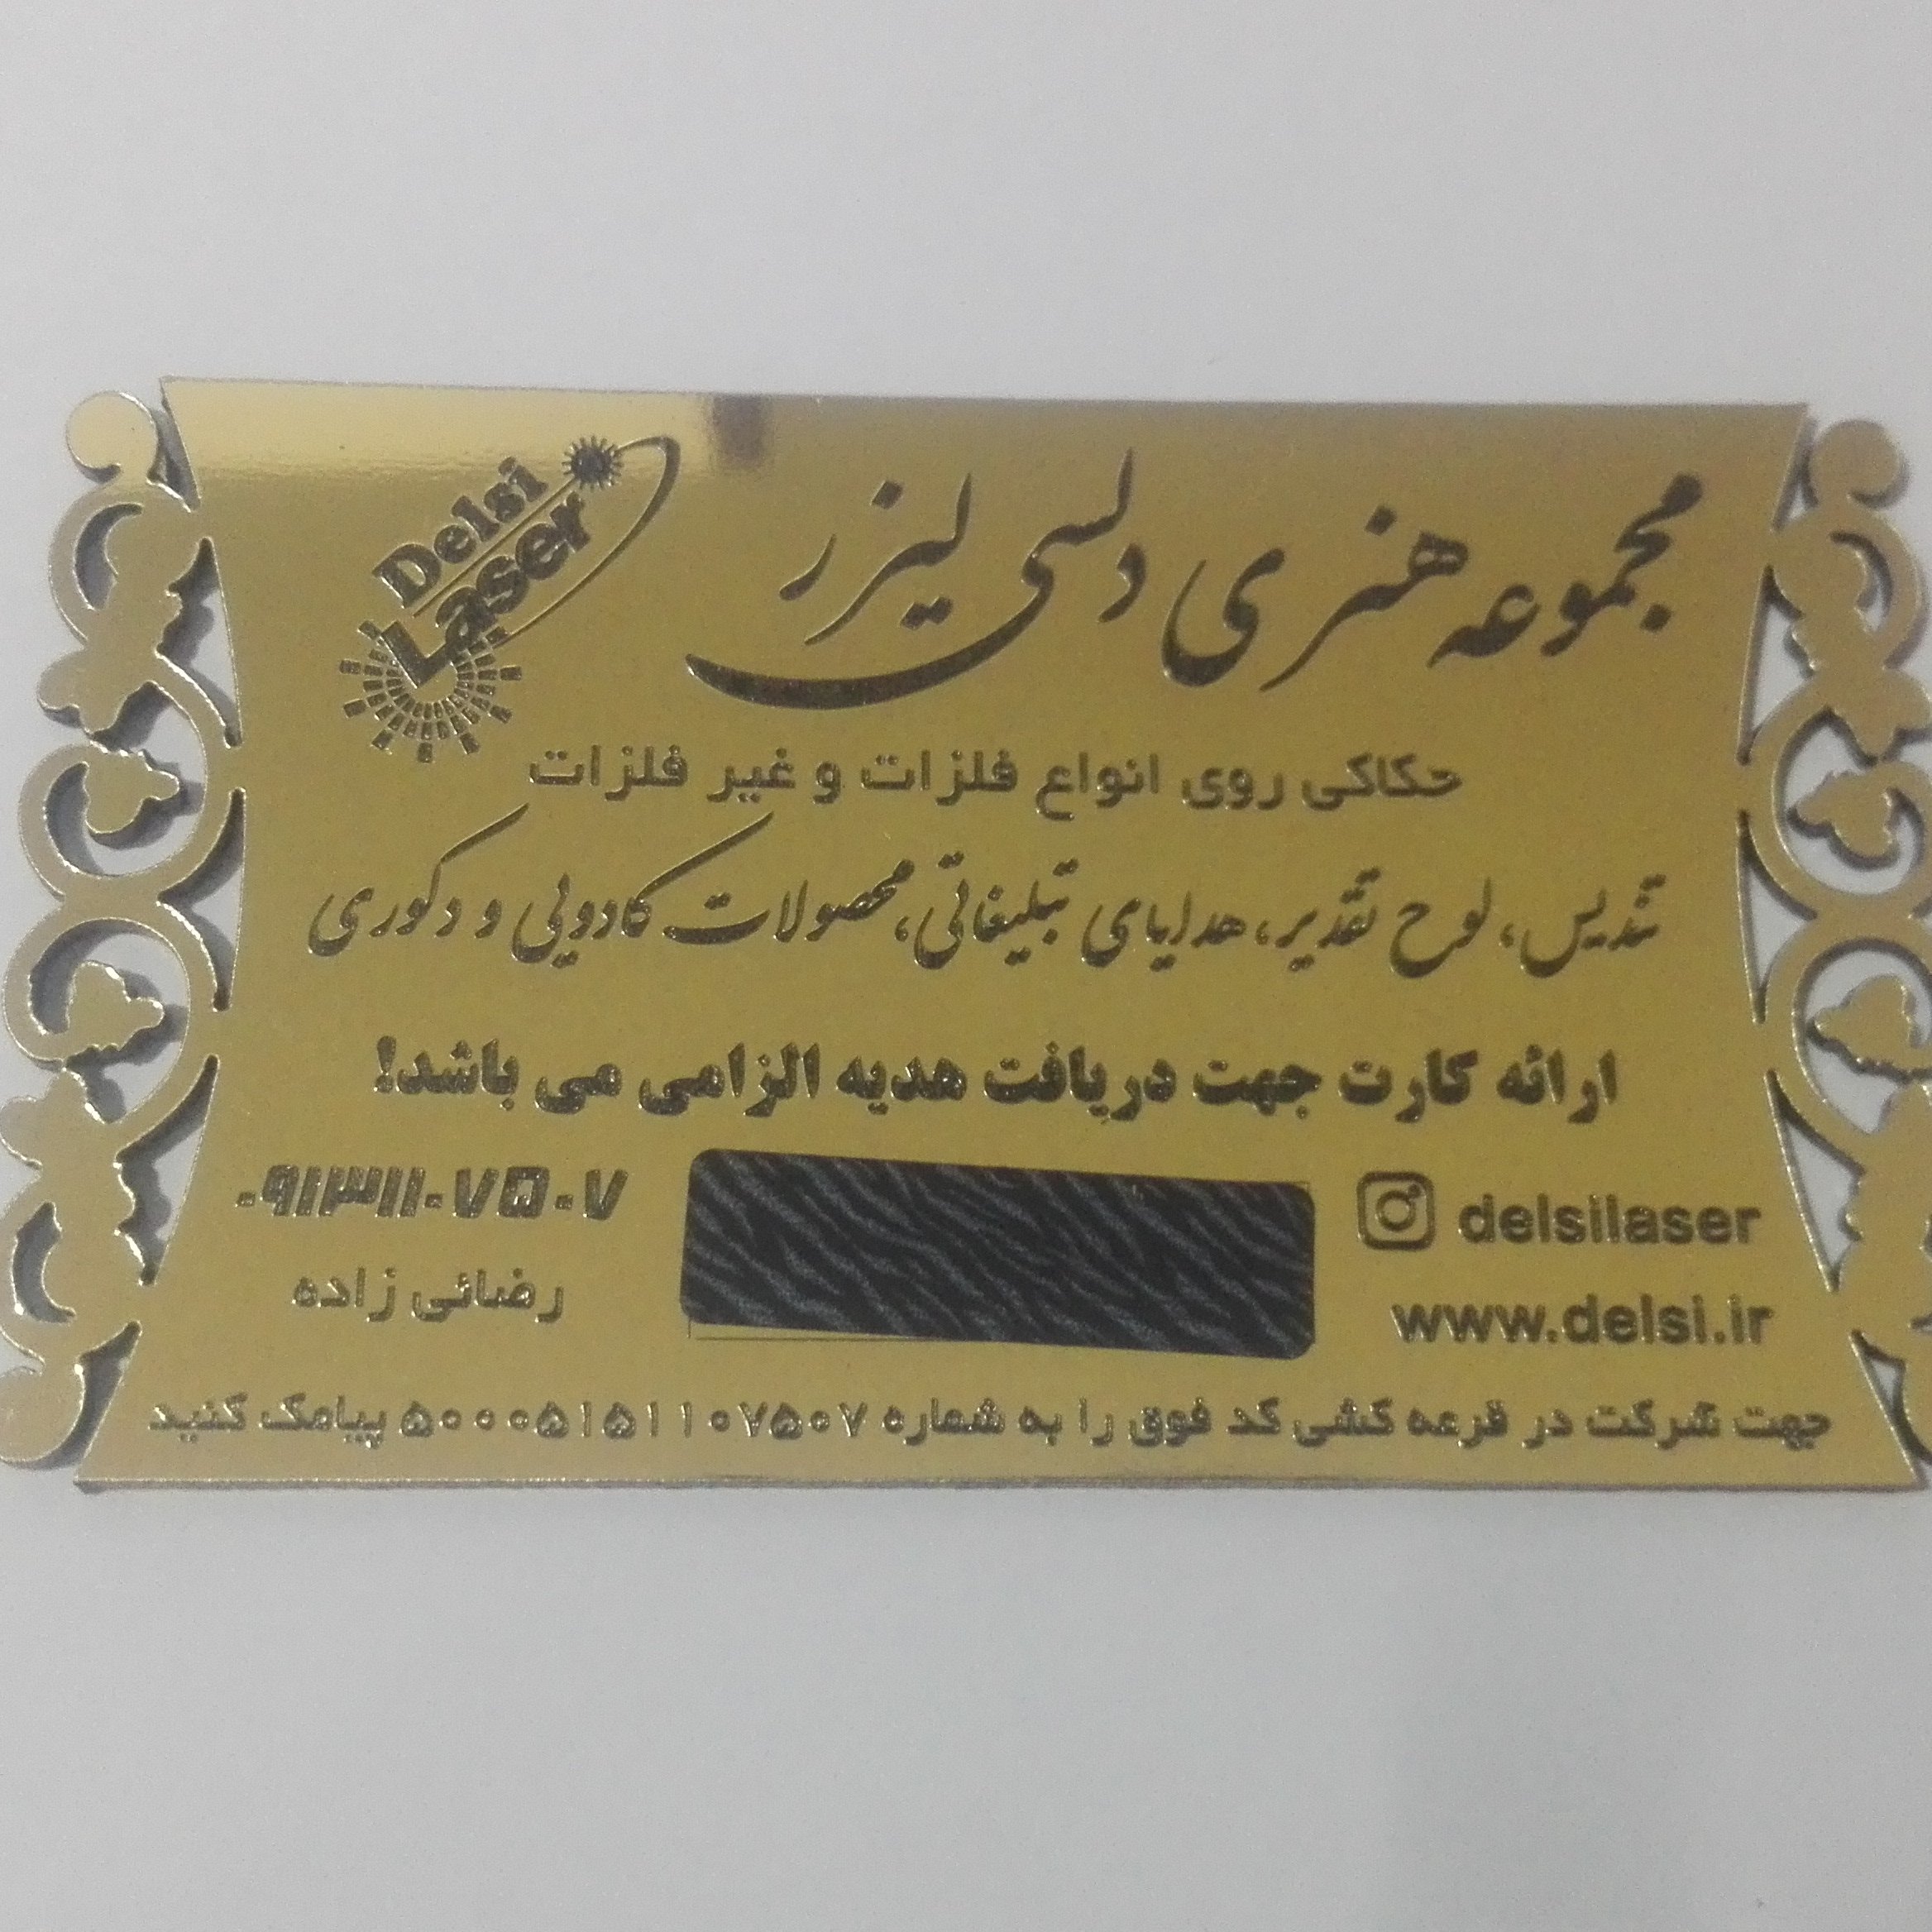 Delsi
Laser
مجموعه هنری دلسی لیزر
حکاکی روی انواع فلزات و غیر فلزات
تندیس، لوح تقدیر، هدایای تبلیغاتی، محصولات کادویی و دکوری
ارائه کارت جهت دریافت هدیه الزامی می باشد!
delsilaser
www.delsi.ir
۰۹۱۳۱۱۰۷۵۰۷
رضائی زاده
جهت شرکت در قرعه کشی کد فوق را به شماره ۵۰۰۰۵۱۵۱۱۰۷۵۰۷ پیامک کنید